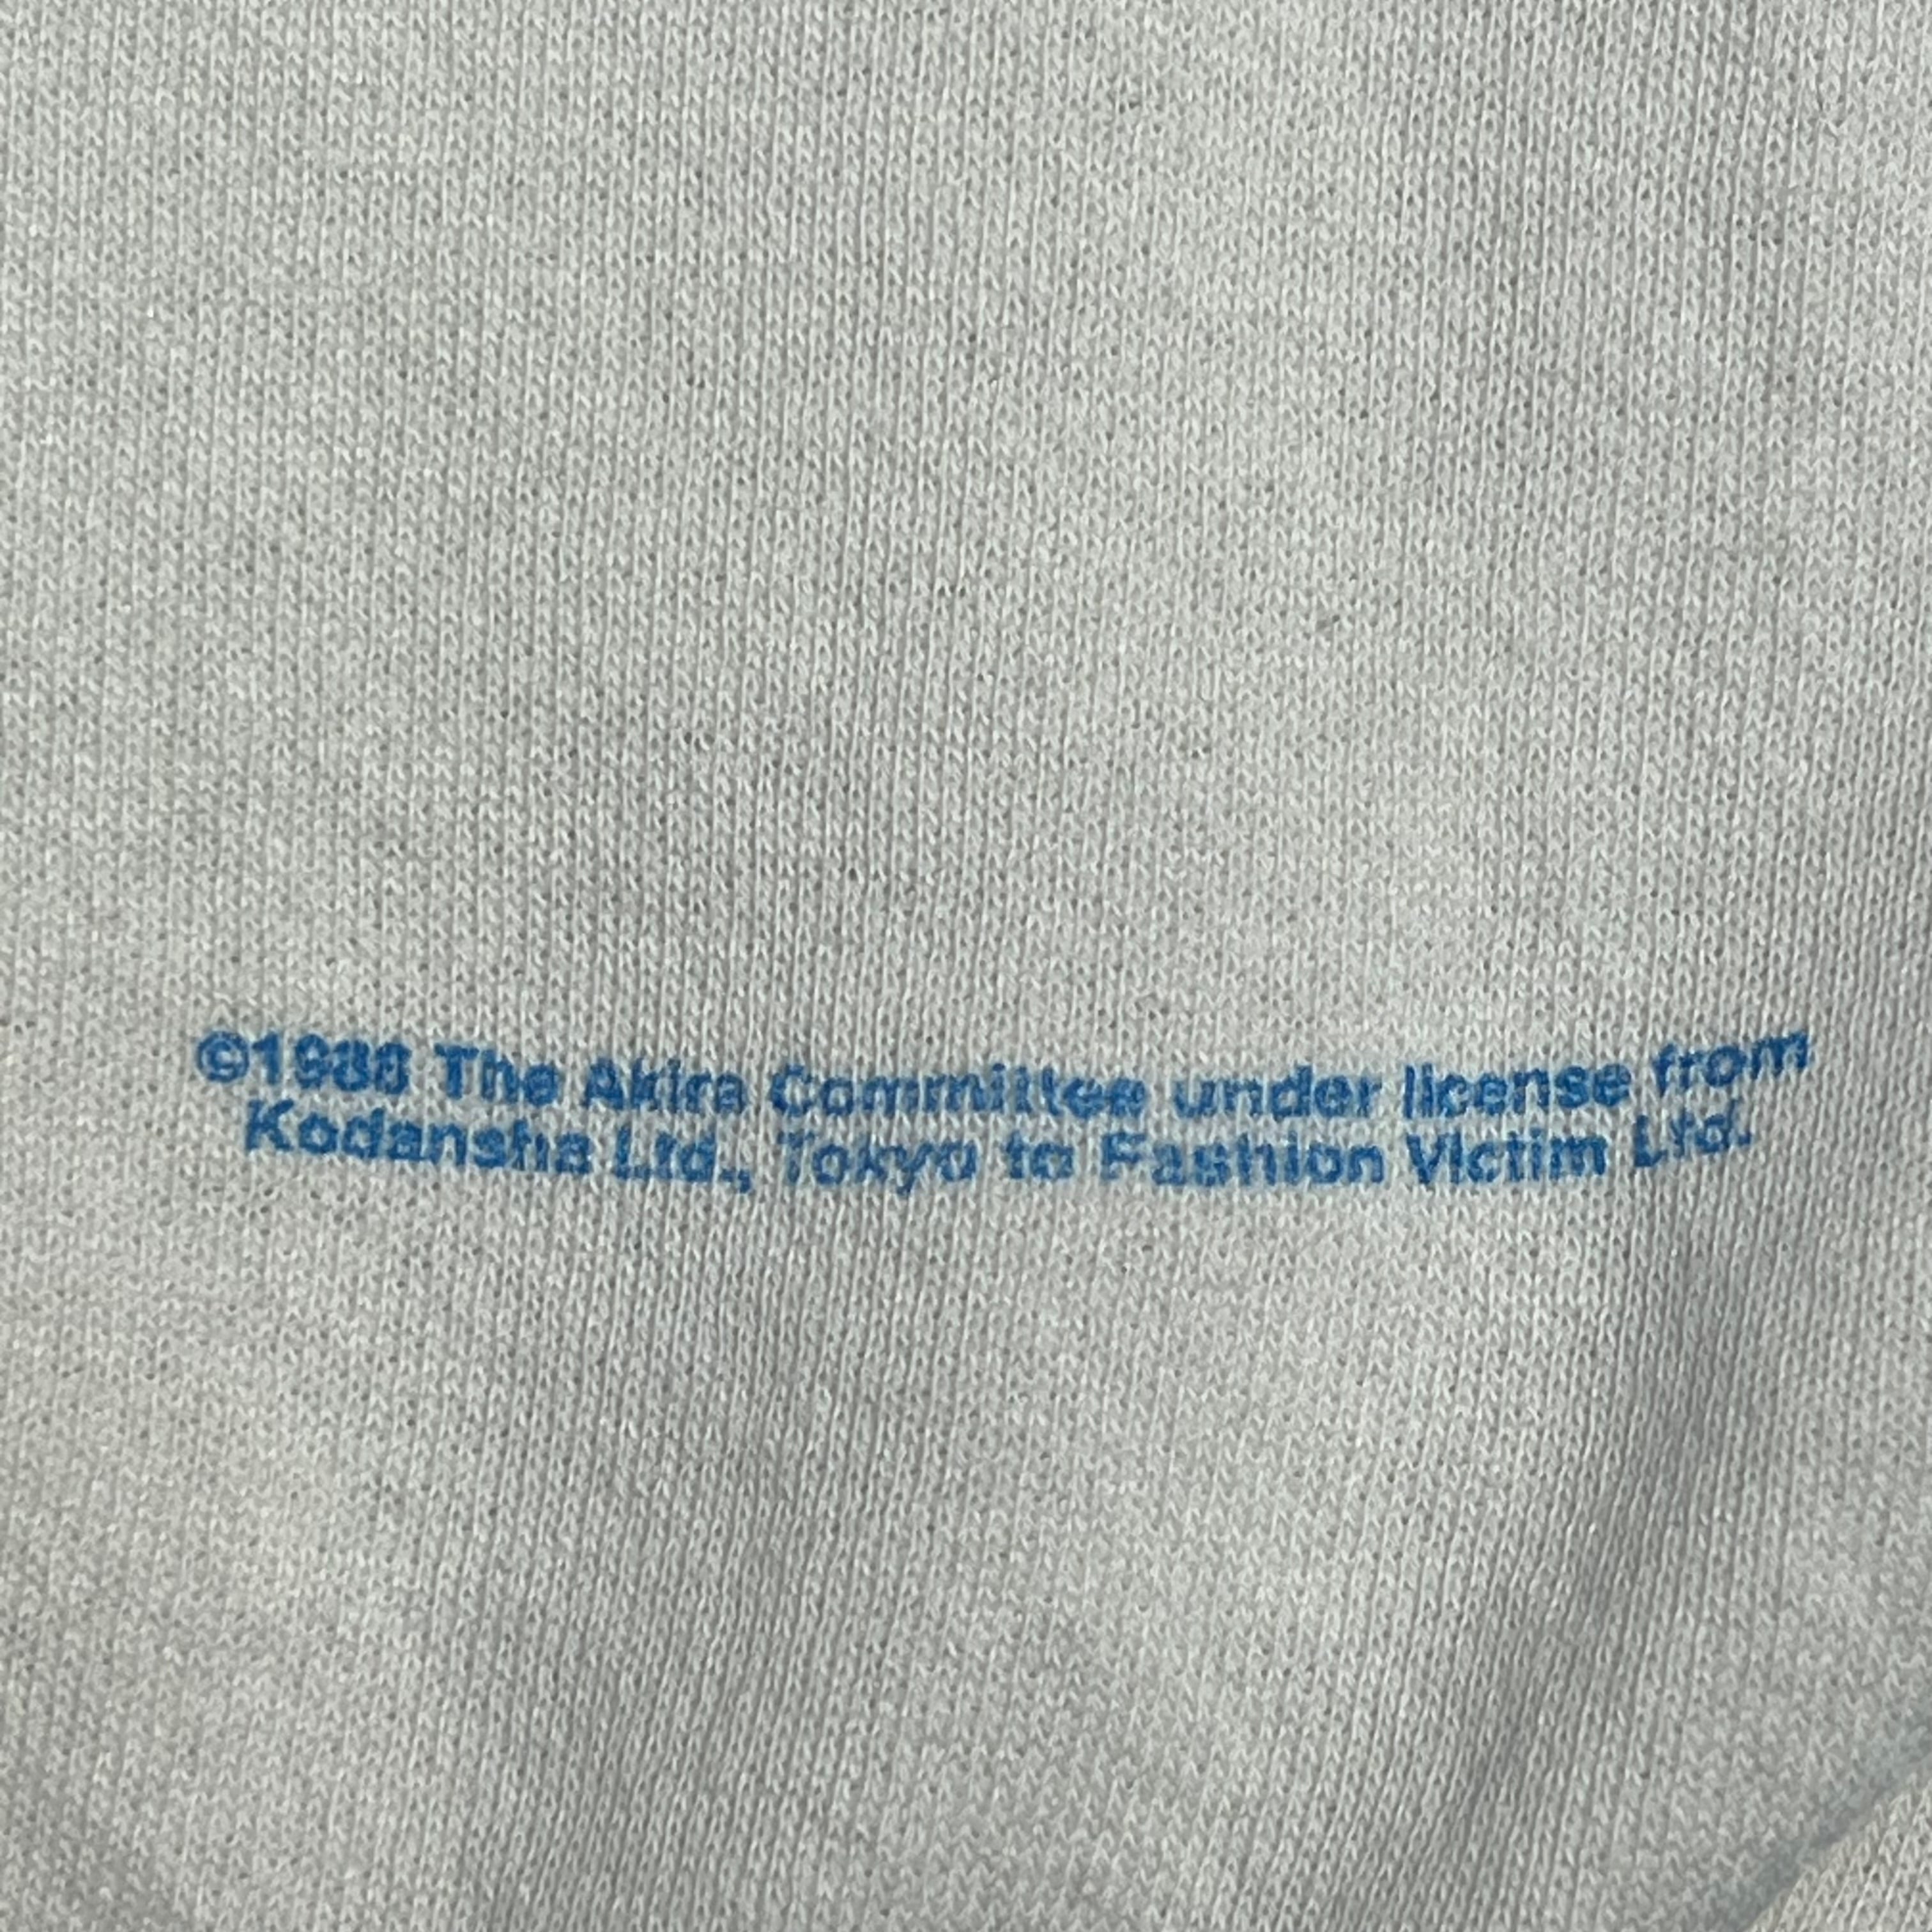 ©1988 The Akira Committee under license from
Kodansha Ltd., Tokyo to Fashion Victim Ltd.